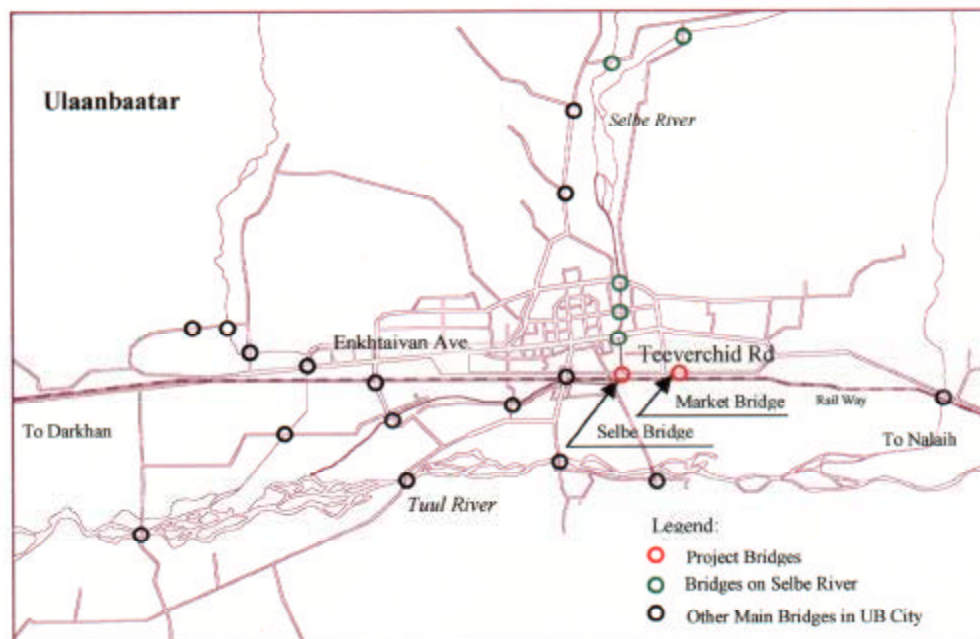 Ulaanbaatar
Selbe River
Enkhtaivan Ave
Teeverchid Rd
Market Bridge
Rail Way
To Darkhan
Selbe Bridge
To Nalaih
Tuul River
Legend:
Project Bridges
Bridges on Selbe River
Other Main Bridges in UB City